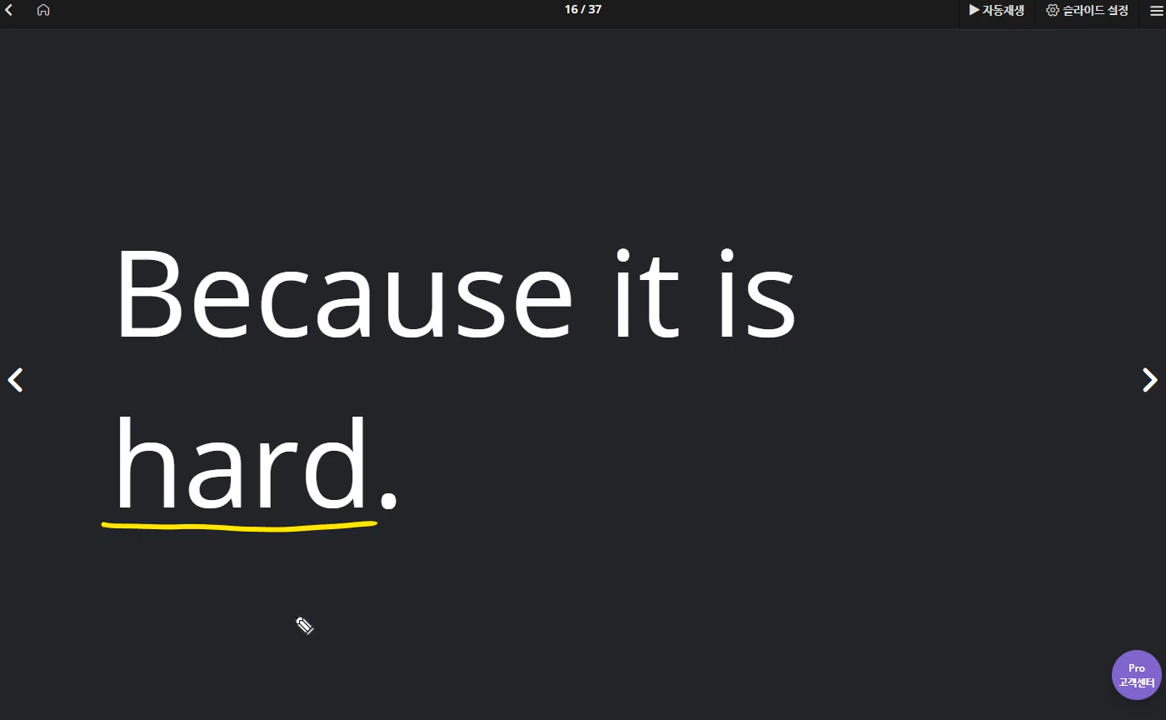 16 / 37
자동재생
슬라이드 설정
Because it is
hard.
Pro
고객센터